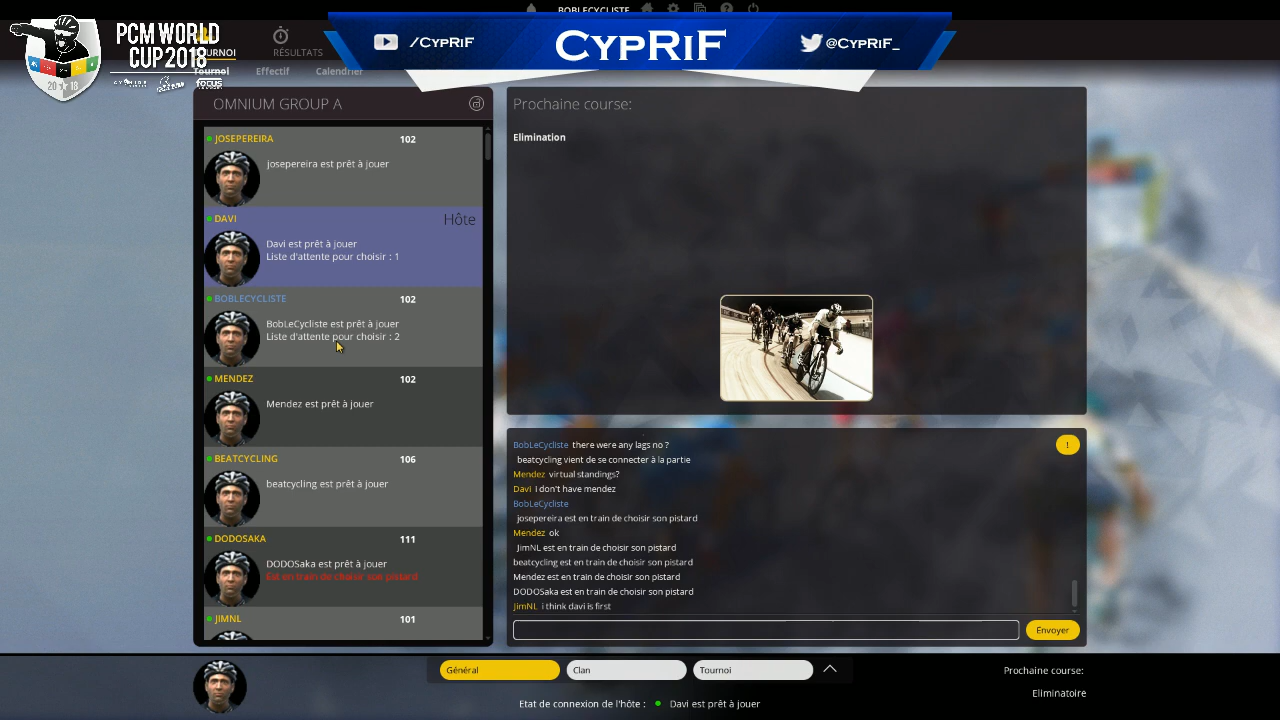 BOBLECYCLISTE
PCM WORLD
CUP 2018
20 18
FOCUS
/CYPRIF
CYPRIF
@CYPRIF_
TOURNOI
RÉSULTATS
Tournoi
Effectif
Calendrier
OMNIUM GROUP A
JOSEPEREIRA 102
josepereira est prêt à jouer
DAVI Hôte
Davi est prêt à jouer
Liste d'attente pour choisir : 1
BOBLECYCLISTE 102
BobLeCycliste est prêt à jouer
Liste d'attente pour choisir : 2
MENDEZ 102
Mendez est prêt à jouer
BEATCYCLING 106
beatcycling est prêt à jouer
DODOSAKA 111
DODOSaka est prêt à jouer
Est en train de choisir son pistard
JIMNL 101
Prochaine course:
Elimination
BobLeCycliste there were any lags no ?
beatcycling vient de se connecter à la partie
Mendez virtual standings?
Davi i don't have mendez
BobLeCycliste
josepereira est en train de choisir son pistard
Mendez ok
JimNL est en train de choisir son pistard
beatcycling est en train de choisir son pistard
Mendez est en train de choisir son pistard
DODOSaka est en train de choisir son pistard
JimNL i think davi is first
!
Envoyer
Général
Clan
Tournoi
Etat de connexion de l'hôte : Davi est prêt à jouer
Prochaine course:
Eliminatoire